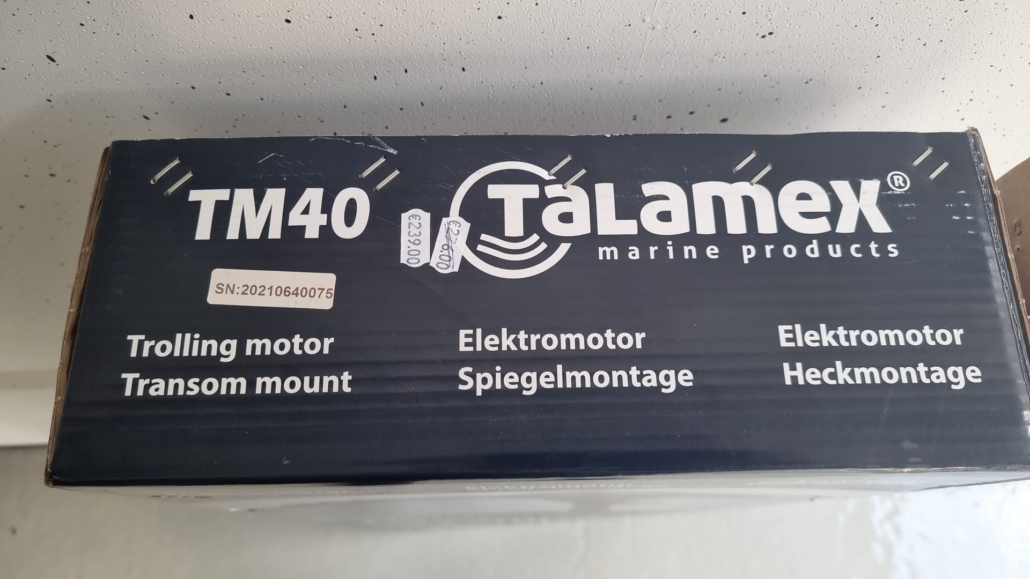 TM40
Talamex®
marine products
€239.00
SN:20210640075
Trolling motor
Transom mount
Elektromotor
Spiegelmontage
Elektromotor
Heckmontage